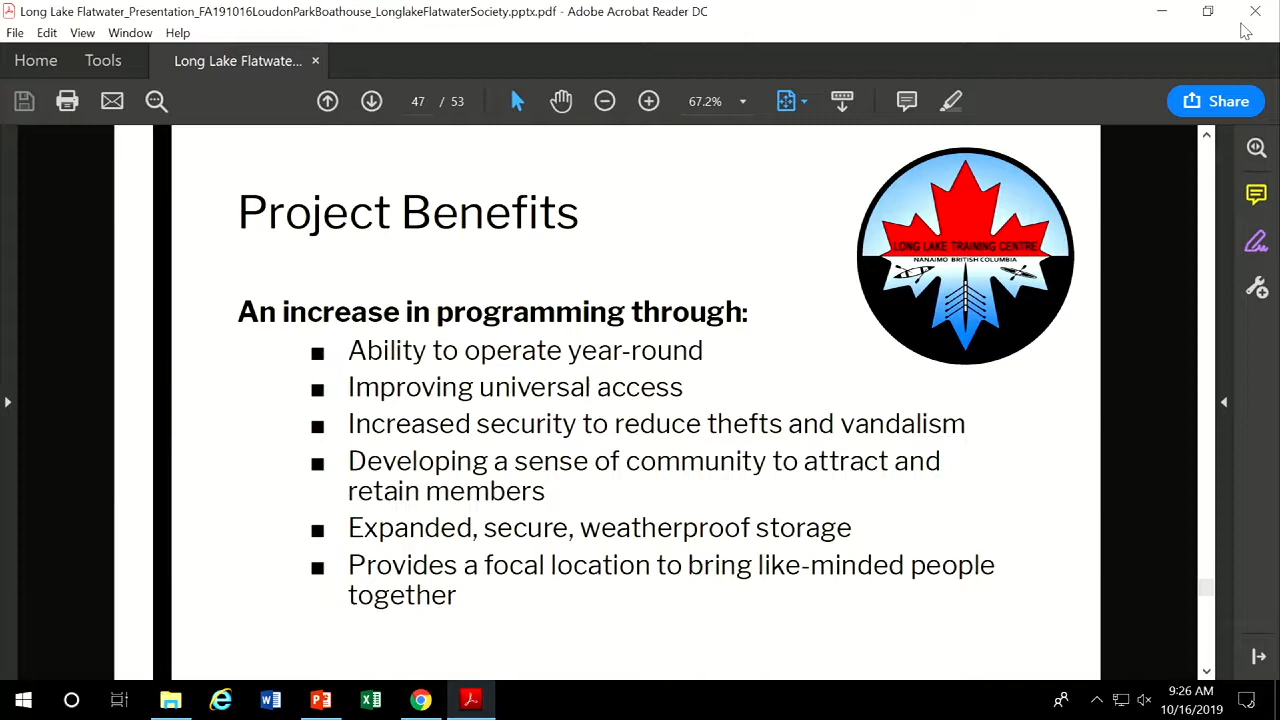 Long Lake Flatwater_Presentation_FA191016LoudonParkBoathouse_LonglakeFlatwaterSociety.pptx.pdf - Adobe Acrobat Reader DC
File Edit View Window Help
Home Tools Long Lake Flatwate... ×
47 / 53 67.2% Share
Project Benefits
LONG LAKE TRAINING CENTRE
NANAIMO BRITISH COLUMBIA
An increase in programming through:
■ Ability to operate year-round
■ Improving universal access
■ Increased security to reduce thefts and vandalism
■ Developing a sense of community to attract and
retain members
■ Expanded, secure, weatherproof storage
■ Provides a focal location to bring like-minded people
together
9:26 AM
10/16/2019